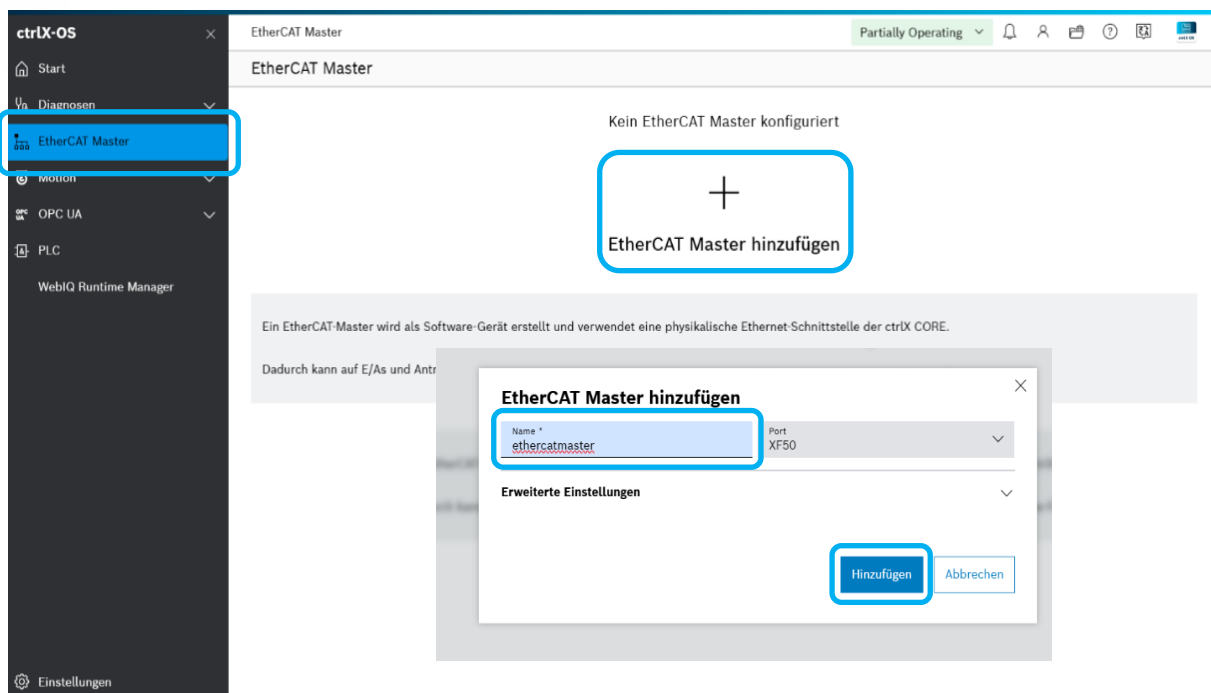 ctrlX-OS
Start
Diagnosen
EtherCAT Master
Motion
OPC UA
PLC
WebIQ Runtime Manager
Einstellungen
EtherCAT Master
Partially Operating
EtherCAT Master
Kein EtherCAT Master konfiguriert
EtherCAT Master hinzufügen
Ein EtherCAT-Master wird als Software-Gerät erstellt und verwendet eine physikalische Ethernet-Schnittstelle der ctrlX CORE.
Dadurch kann auf E/As und Antr
EtherCAT Master hinzufügen
Name *
ethercatmaster
Port
XF50
Erweiterte Einstellungen
Hinzufügen
Abbrechen